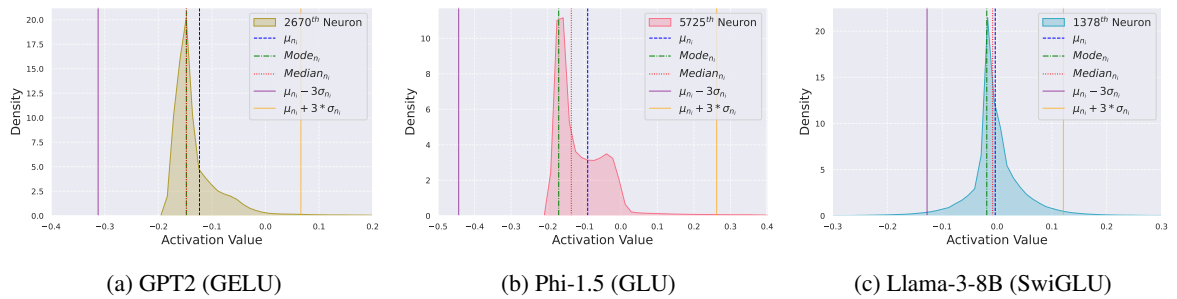 Density
20.0
17.5
15.0
12.5
10.0
7.5
5.0
2.5
0.0
−0.4
−0.3
−0.2
−0.1
0.0
0.1
0.2
Activation Value
2670th Neuron
μni
Modeni
Medianni
μni − 3σni
μni + 3 * σni
(a) GPT2 (GELU)
Density
10
8
6
4
2
0
−0.5
−0.4
−0.3
−0.2
−0.1
0.0
0.1
0.2
0.3
0.4
Activation Value
5725th Neuron
μni
Modeni
Medianni
μni − 3σni
μni + 3 * σni
(b) Phi-1.5 (GLU)
Density
20
15
10
5
0
−0.3
−0.2
−0.1
0.0
0.1
0.2
0.3
Activation Value
1378th Neuron
μni
Modeni
Medianni
μni − 3σni
μni + 3 * σni
(c) Llama-3-8B (SwiGLU)